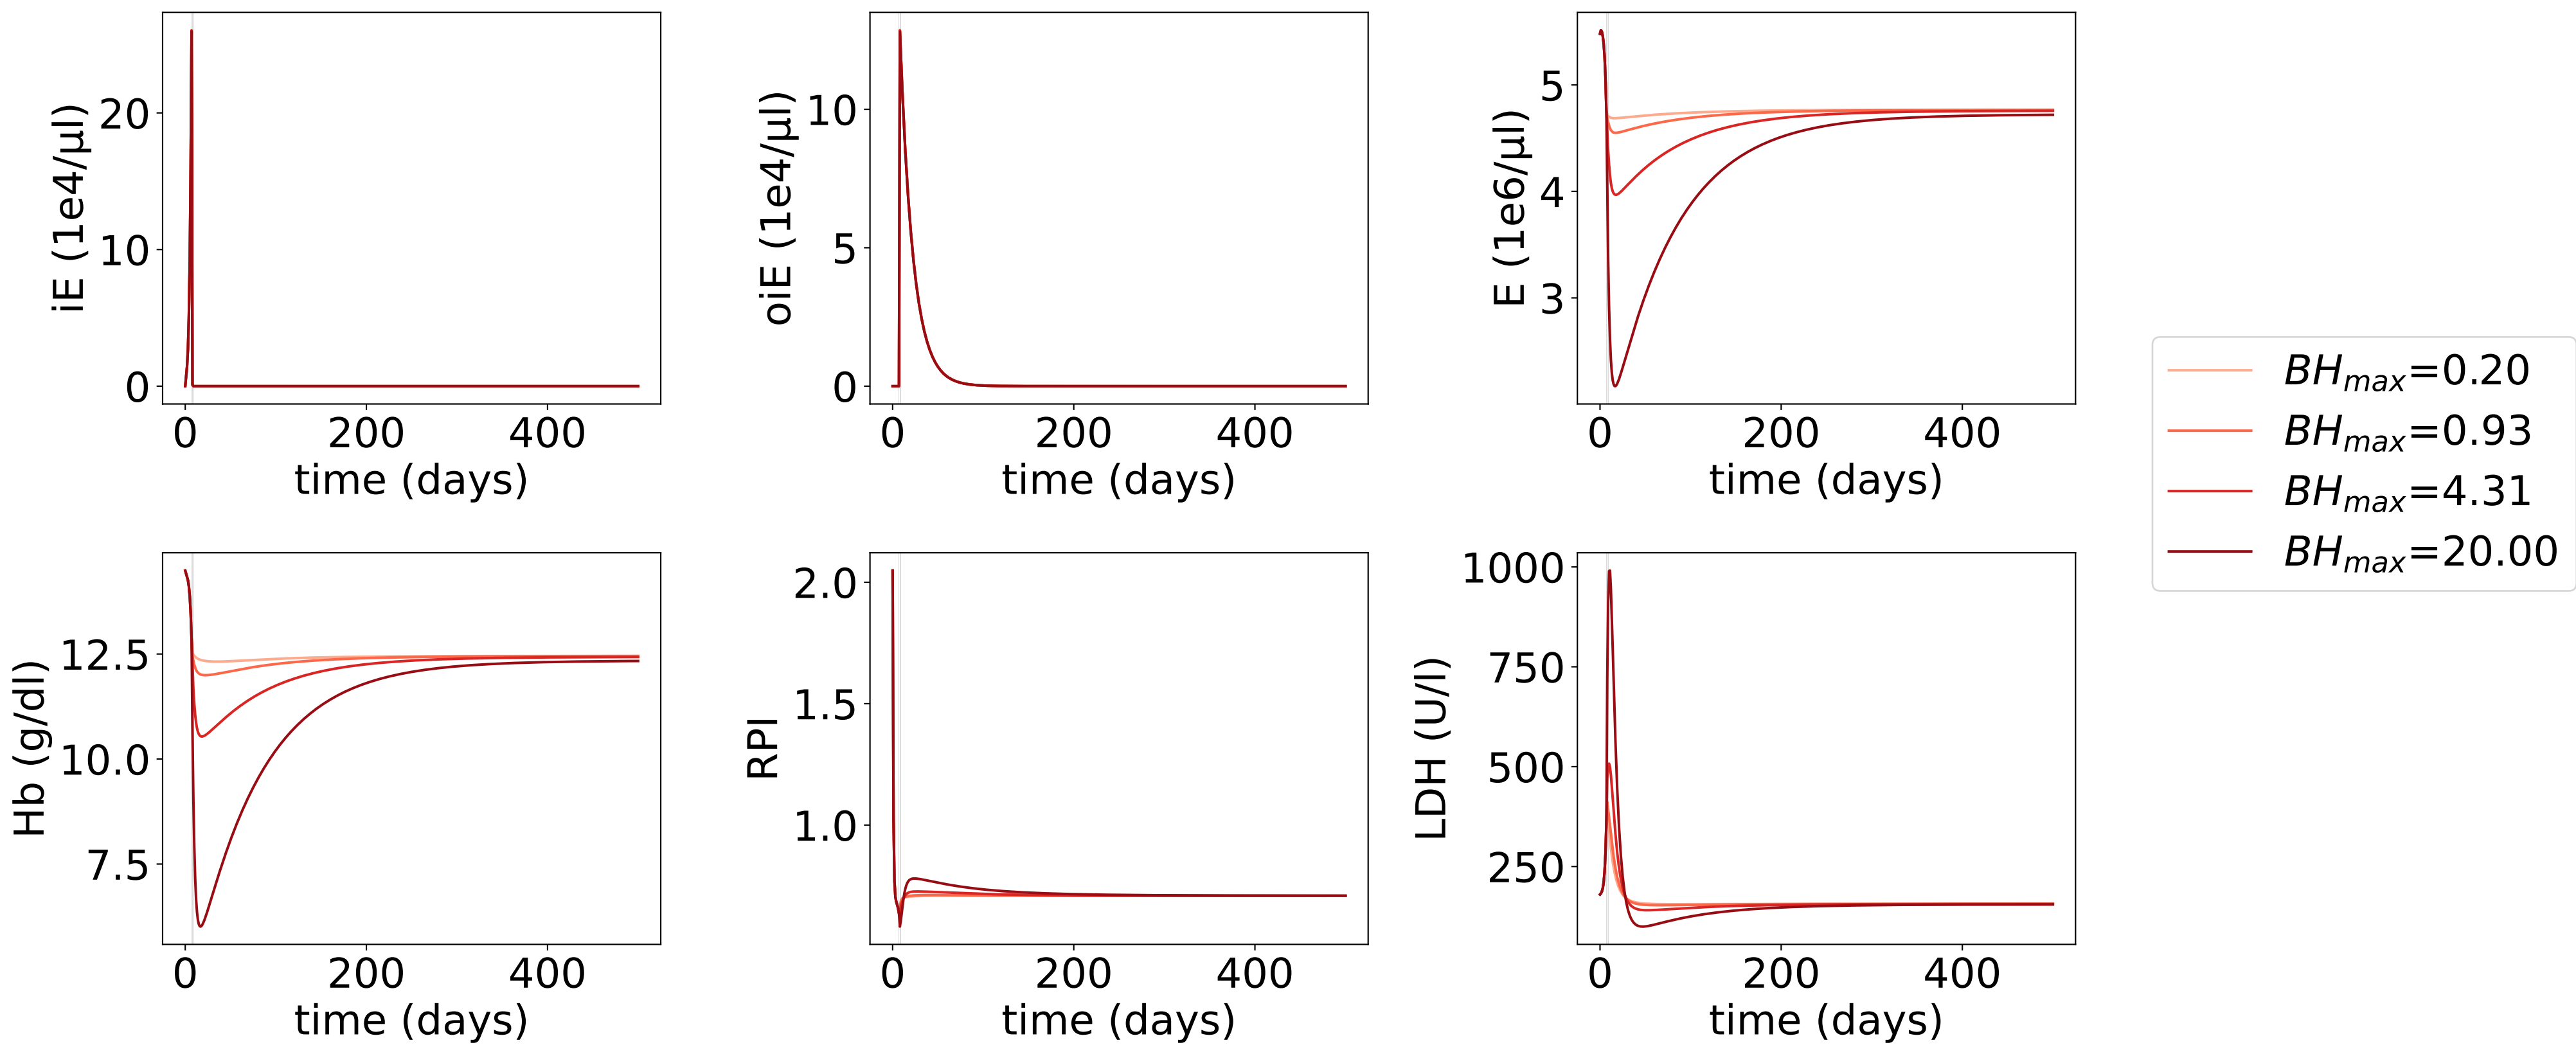 iE (1e4/µl)
20
10
0
0 200 400
time (days)
oiE (1e4/µl)
10
5
0
0 200 400
time (days)
E (1e6/µl)
5
4
3
0 200 400
time (days)
Hb (g/dl)
12.5
10.0
7.5
0 200 400
time (days)
RPI
2.0
1.5
1.0
0 200 400
time (days)
LDH (U/l)
1000
750
500
250
0 200 400
time (days)
BHmax=0.20
BHmax=0.93
BHmax=4.31
BHmax=20.00